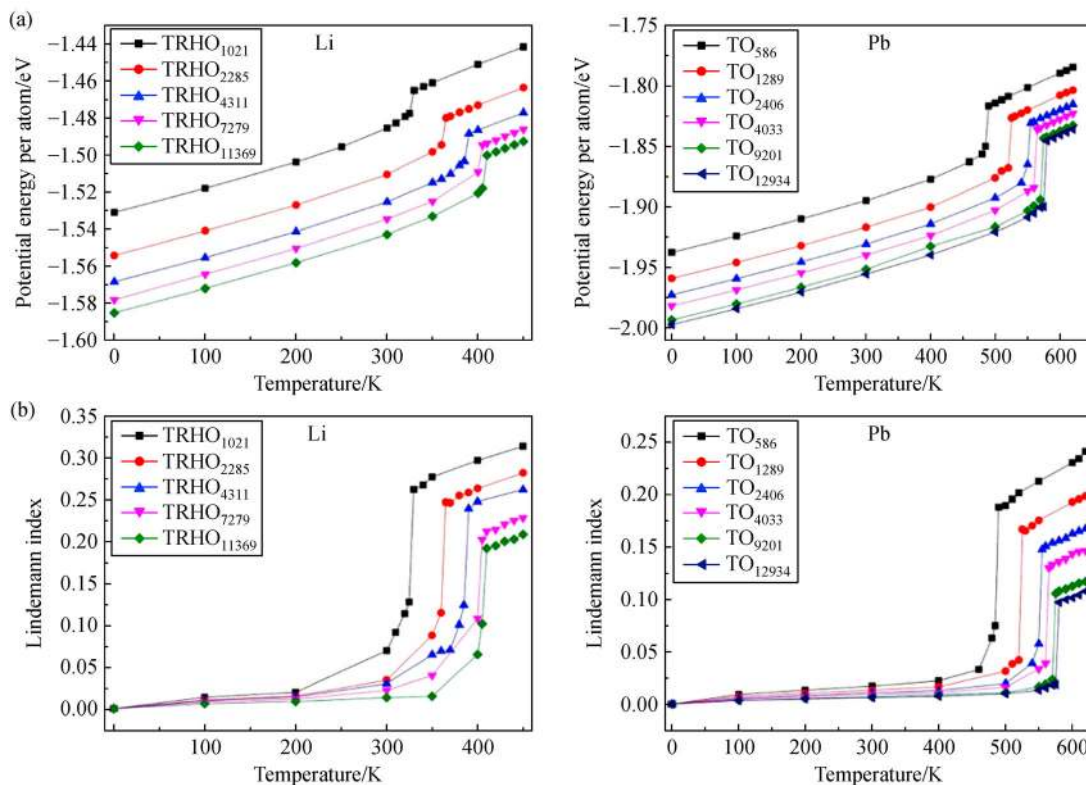 (a)
−1.44
−1.46
−1.48
−1.50
−1.52
−1.54
−1.56
−1.58
−1.60
Potential energy per atom/eV
TRHO1021
TRHO2285
TRHO4311
TRHO7279
TRHO11369
Li
0
100
200
300
400
Temperature/K
−1.75
−1.80
−1.85
−1.90
−1.95
−2.00
Potential energy per atom/eV
TO586
TO1289
TO2406
TO4033
TO9201
TO12934
Pb
0
100
200
300
400
500
600
Temperature/K
(b)
0.35
0.30
0.25
0.20
0.15
0.10
0.05
0.00
Lindemann index
TRHO1021
TRHO2285
TRHO4311
TRHO7279
TRHO11369
Li
0
100
200
300
400
Temperature/K
0.25
0.20
0.15
0.10
0.05
0.00
Lindemann index
TO586
TO1289
TO2406
TO4033
TO9201
TO12934
Pb
0
100
200
300
400
500
600
Temperature/K